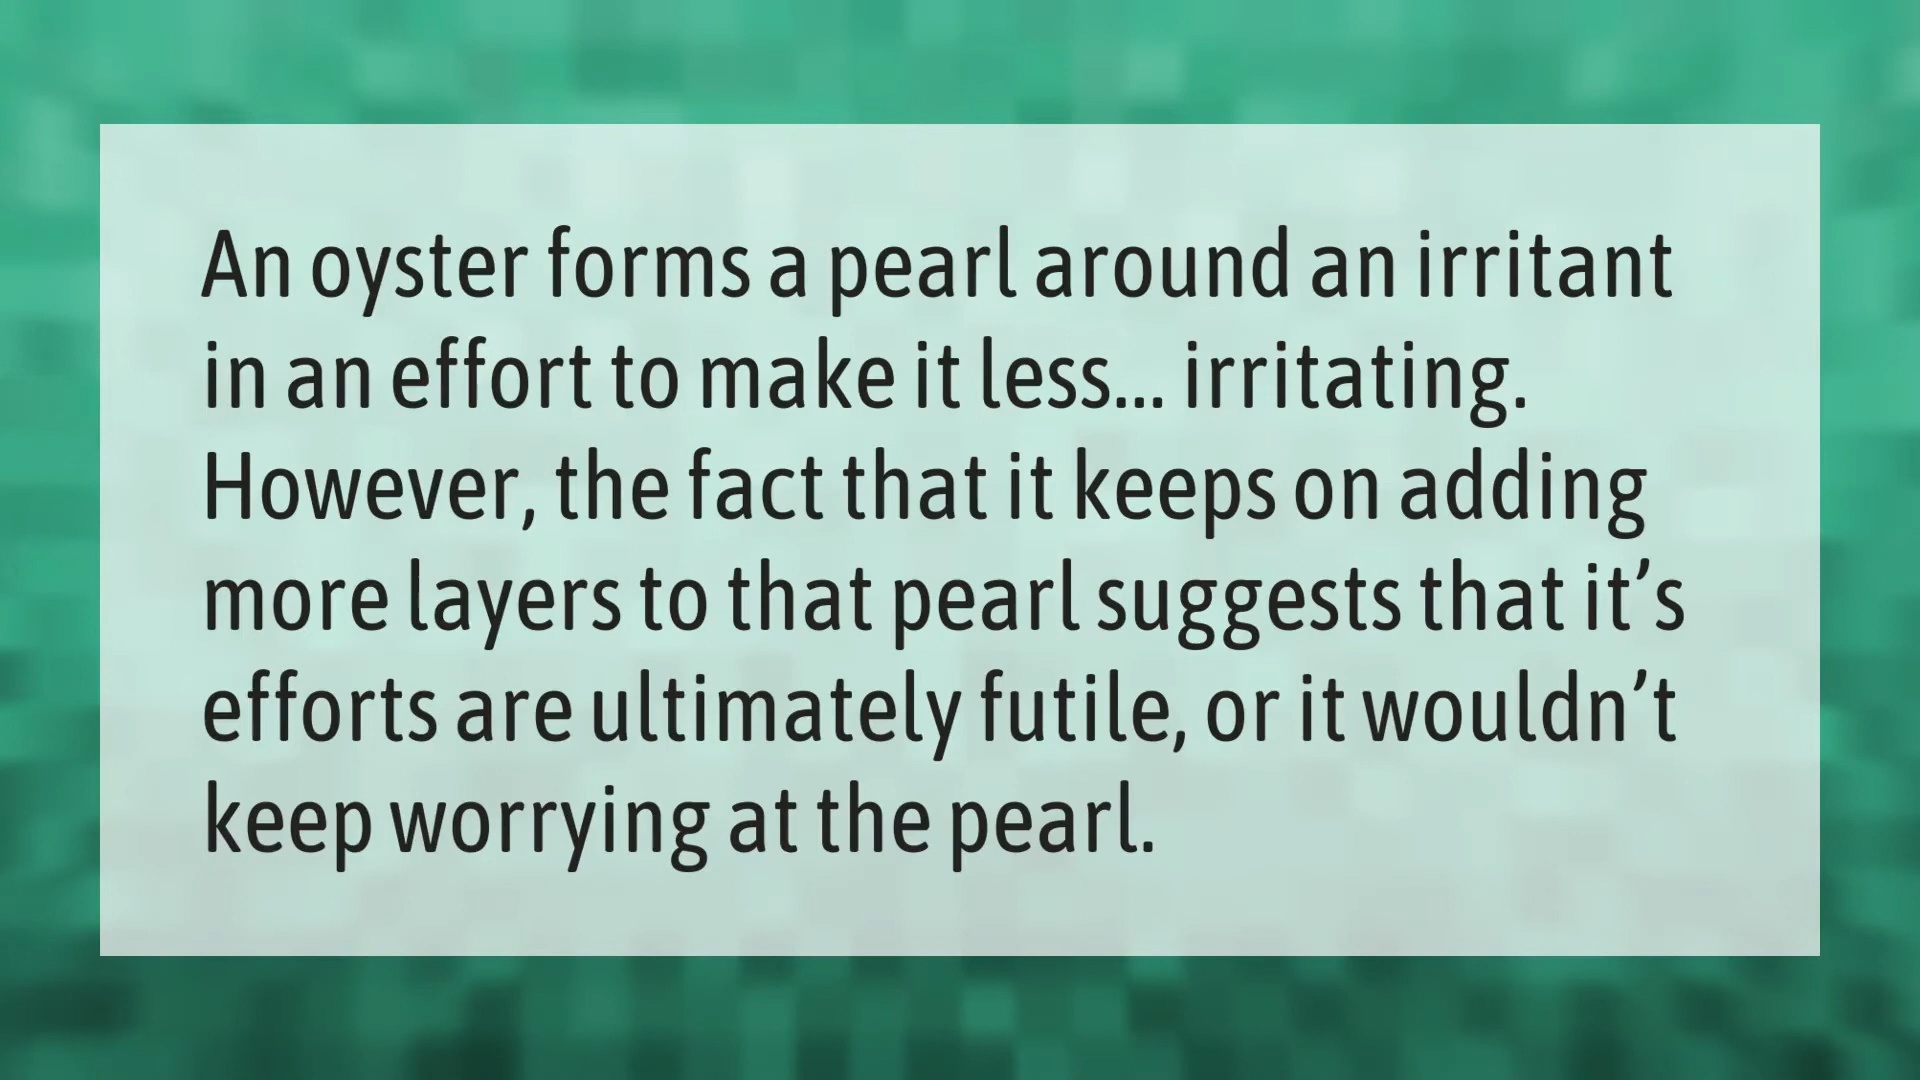 An oyster forms a pearl around an irritant
in an effort to make it less... irritating.
However, the fact that it keeps on adding
more layers to that pearl suggests that it’s
efforts are ultimately futile, or it wouldn’t
keep worrying at the pearl.